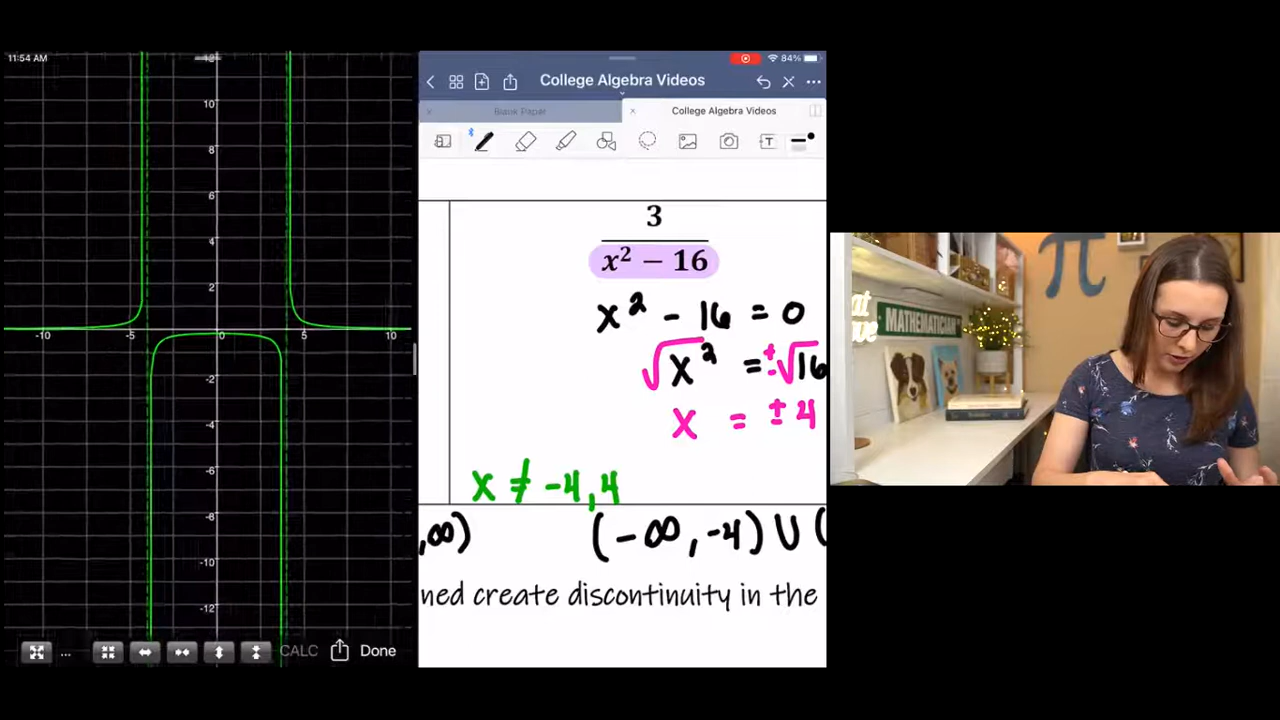 11:54 AM
84%
College Algebra Videos
Blank Paper
College Algebra Videos
12
10
8
6
4
2
-10
-5
0
5
10
-2
-4
-6
-8
-10
-12
3
x² − 16
x² − 16 = 0
√x² = ±√16
x = ±4
x ≠ -4,4
,∞)
(-∞,-4) ∪ (
ned create discontinuity in the
... CALC Done
MATHEMATICIAN
π